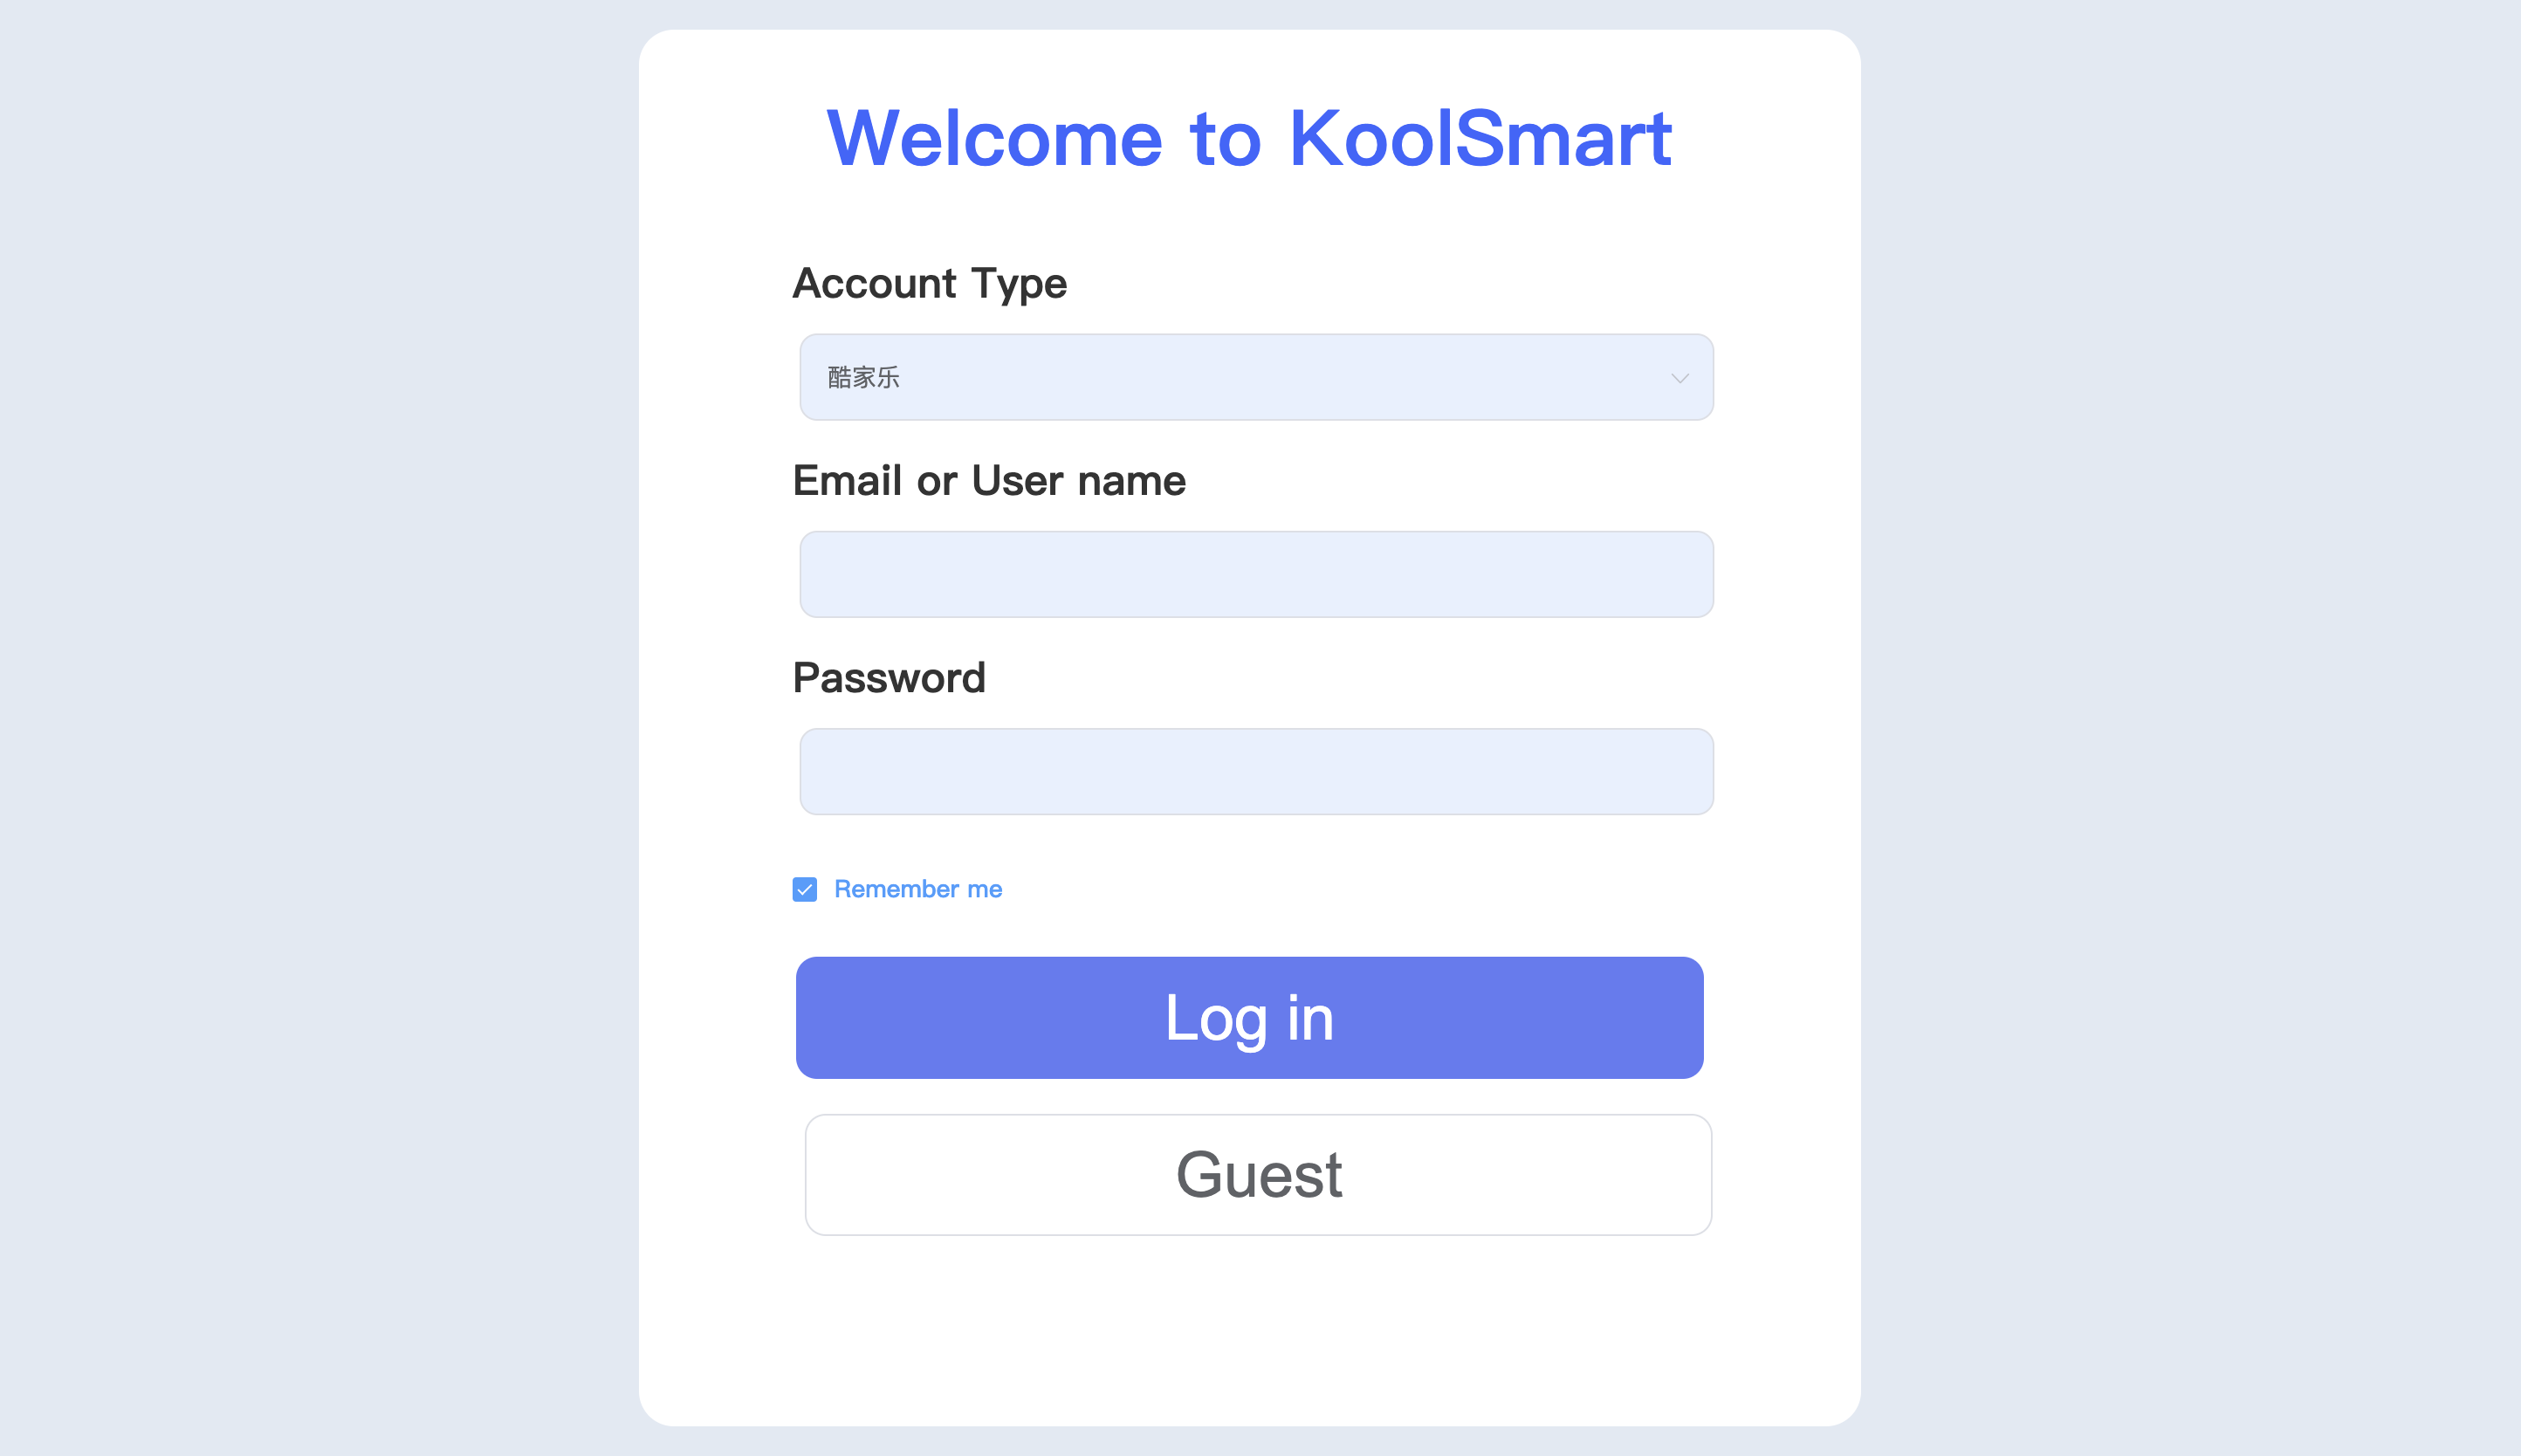 Welcome to KoolSmart
Account Type
酷家乐
Email or User name
Password
Remember me
Log in
Guest